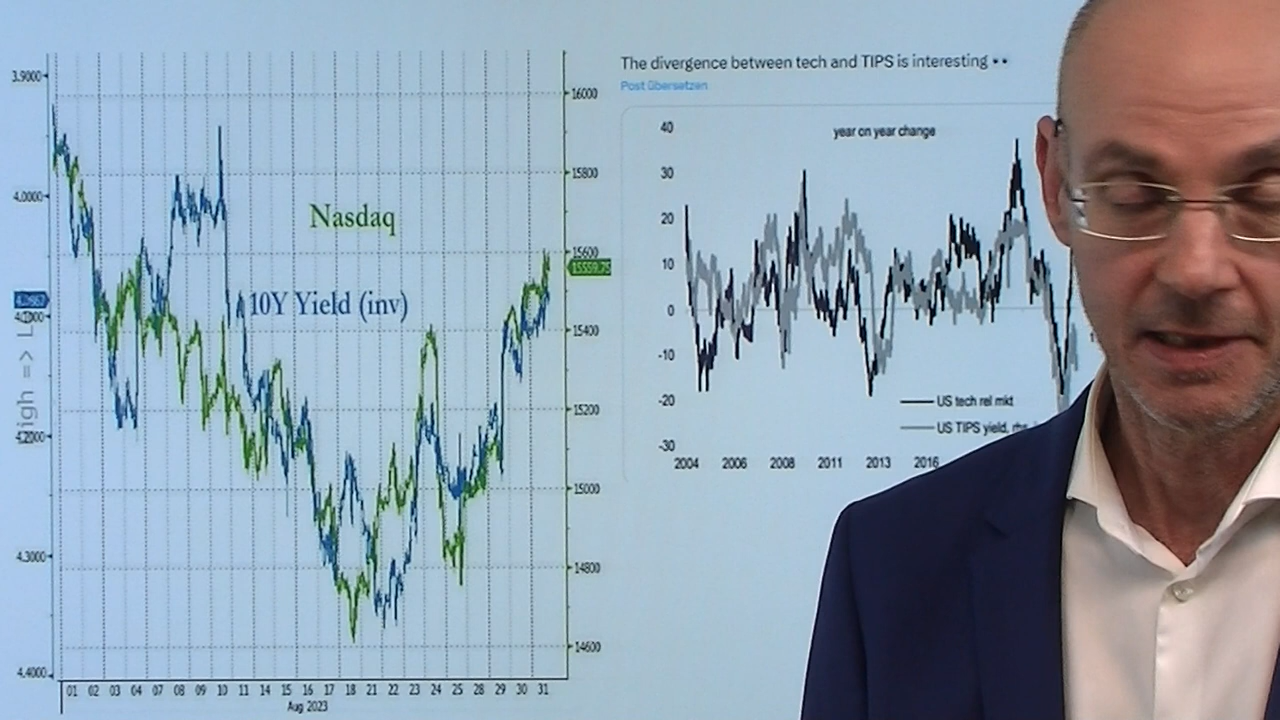 3.9000
4.0000
4.2000
4.3000
4.4000
Nasdaq
10Y Yield (inv)
16000
15800
15600
15559.75
15400
15200
15000
14800
14600
01 02 03 04 07 08 09 10 11 14 15 16 17 18 21 22 23 24 25 28 29 30 31
Aug 2023
The divergence between tech and TIPS is interesting
Post übersetzen
year on year change
40
30
20
10
0
-10
-20
-30
US tech rel mkt
US TIPS yield,
2004 2006 2008 2011 2013 2016